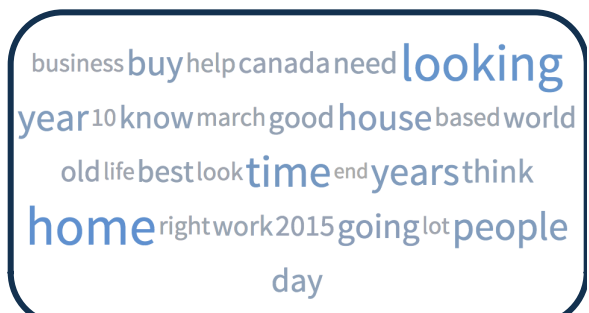 business buy help canada need looking
year 10 know march good house based world
old life best look time end years think
home right work 2015 going lot people
day